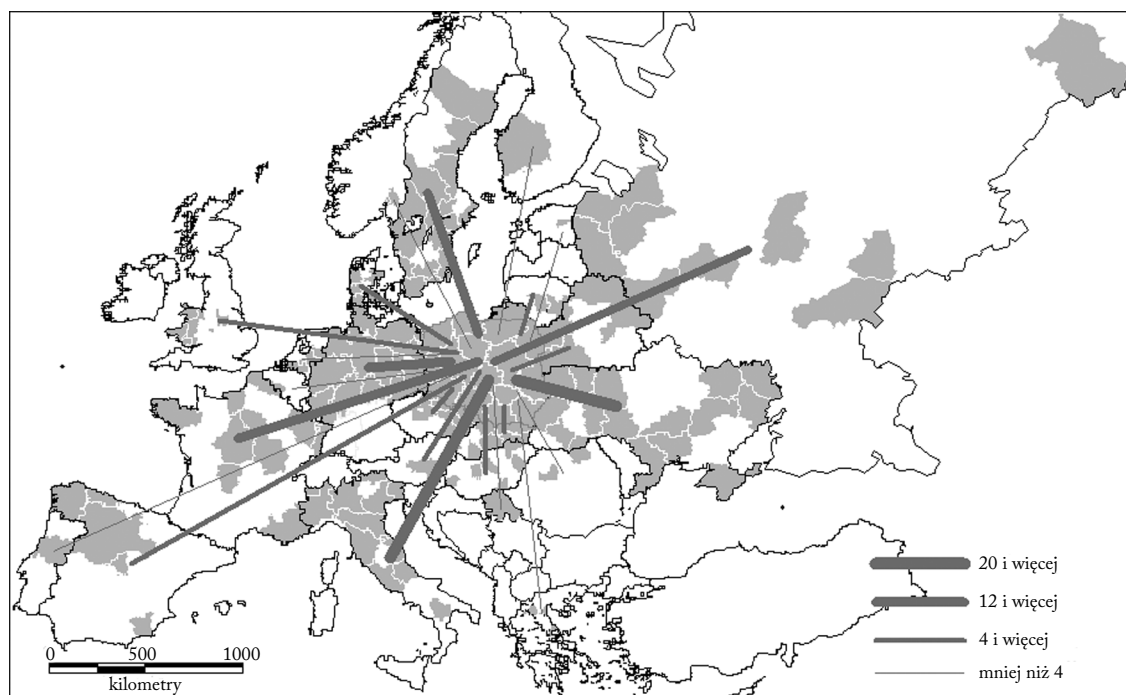 20 i więcej
12 i więcej
4 i więcej
mniej niż 4
0 500 1000
kilometry